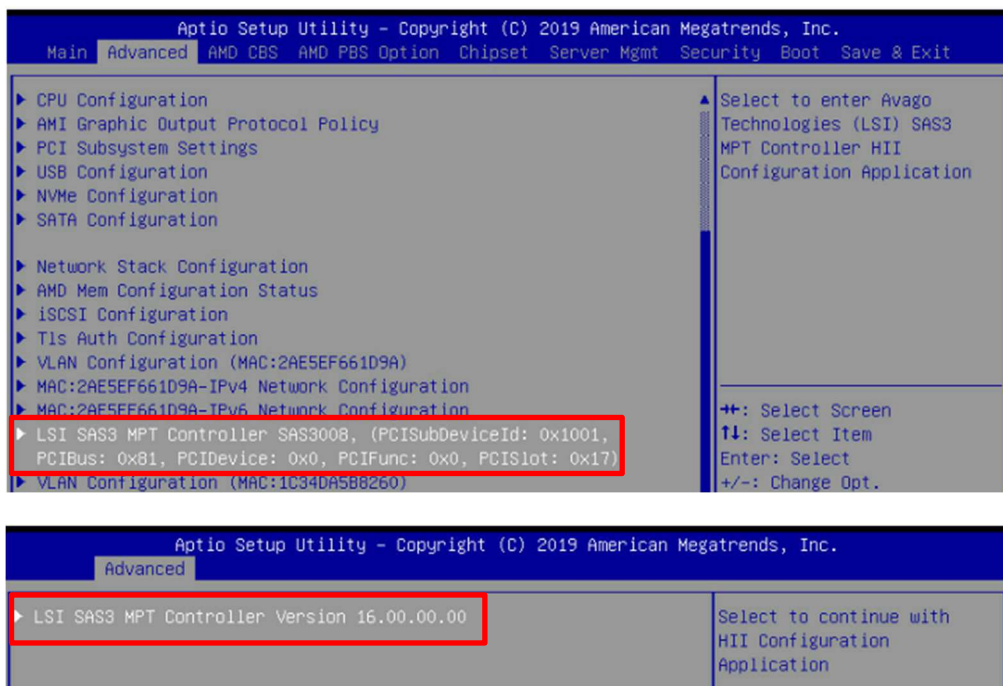 Aptio Setup Utility – Copyright (C) 2019 American Megatrends, Inc.
Main Advanced AMD CBS AMD PBS Option Chipset Server Mgmt Security Boot Save & Exit
CPU Configuration
AMI Graphic Output Protocol Policy
PCI Subsystem Settings
USB Configuration
NVMe Configuration
SATA Configuration
Network Stack Configuration
AMD Mem Configuration Status
iSCSI Configuration
Tls Auth Configuration
VLAN Configuration (MAC:2AE5EF661D9A)
MAC:2AE5EF661D9A-IPv4 Network Configuration
MAC:2AE5EF661D9A-IPv6 Network Configuration
LSI SAS3 MPT Controller SAS3008, (PCISubDeviceId: 0x1001,
PCIBus: 0x81, PCIDevice: 0x0, PCIFunc: 0x0, PCISlot: 0x17)
VLAN Configuration (MAC:1C34DA5B8260)
Select to enter Avago
Technologies (LSI) SAS3
MPT Controller HII
Configuration Application
→←: Select Screen
↑↓: Select Item
Enter: Select
+/-: Change Opt.
Aptio Setup Utility – Copyright (C) 2019 American Megatrends, Inc.
Advanced
LSI SAS3 MPT Controller Version 16.00.00.00
Select to continue with
HII Configuration
Application